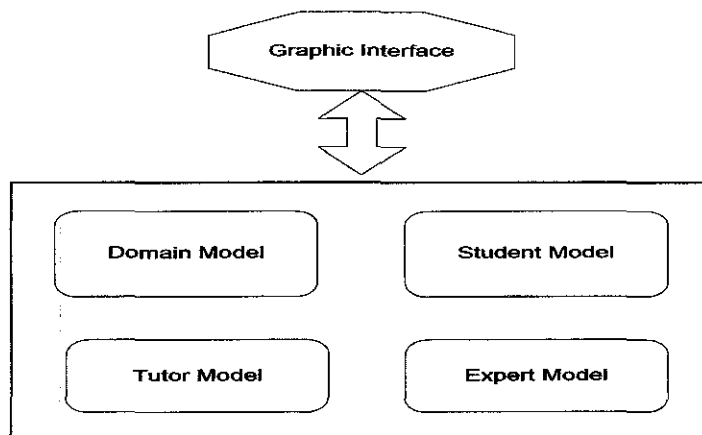 Graphic Interface
Domain Model
Student Model
Tutor Model
Expert Model